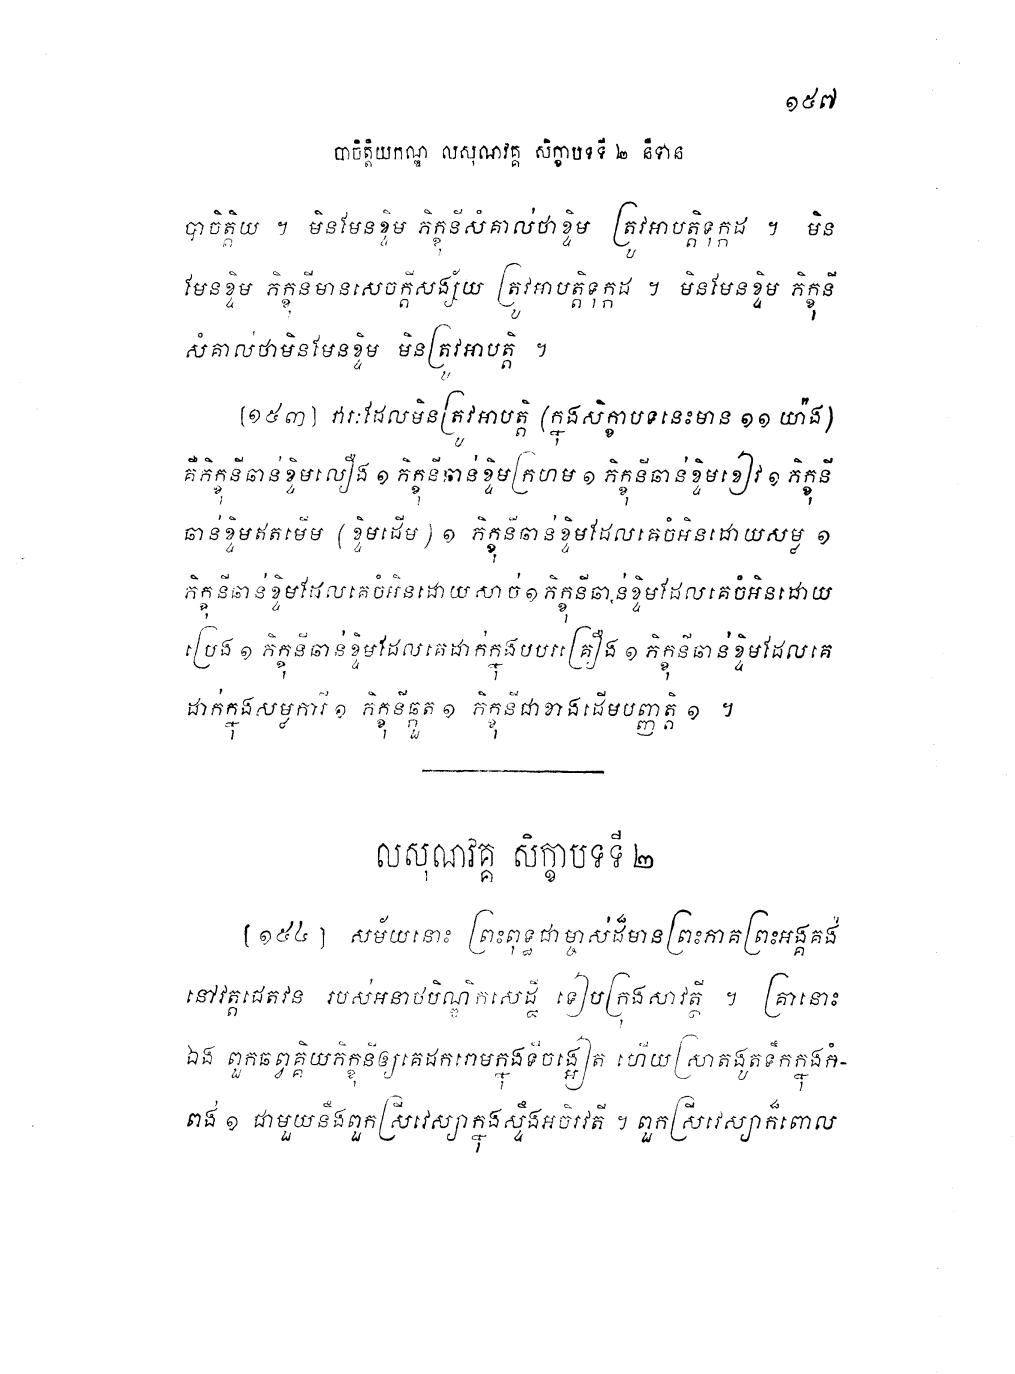 ១៥៧
បាចិត្តិយកណ្ឌ លសុណវគ្គ សិក្ខាបទទី ២ និទាន
បាចិត្តិយ ។ មិនមែនខ្ទឹម ភិក្ខុនីសំគាល់ថាខ្ទឹម ត្រូវអាបត្តិទុក្កដ ។ មិន
មែនខ្ទឹម ភិក្ខុនីមានសេចក្តីសង្ស័យ ត្រូវអាបត្តិទុក្កដ ។ មិនមែនខ្ទឹម ភិក្ខុនី
សំគាល់ថាមិនមែនខ្ទឹម មិនត្រូវអាបត្តិ ។
[១៥៣] វារៈដែលមិនត្រូវអាបត្តិ (ក្នុងសិក្ខាបទនេះមាន ១១ យ៉ាង)
គឺភិក្ខុនីឆាន់ខ្ទឹមលឿង ១ ភិក្ខុនីឆាន់ខ្ទឹមក្រហម ១ ភិក្ខុនីឆាន់ខ្ទឹមខៀវ ១ ភិក្ខុនី
ឆាន់ខ្ទឹមឥតមើម (ខ្ទឹមដើម) ១ ភិក្ខុនីឆាន់ខ្ទឹមដែលគេចំអិនដោយសម្ល ១
ភិក្ខុនីឆាន់ខ្ទឹមដែលគេចំអិនដោយសាច់ ១ ភិក្ខុនីឆាន់ខ្ទឹមដែលគេចំអិនដោយ
ប្រេង ១ ភិក្ខុនីឆាន់ខ្ទឹមដែលគេដាក់ក្នុងបបរគ្រឿង ១ ភិក្ខុនីឆាន់ខ្ទឹមដែលគេ
ដាក់ក្នុងសម្លការី ១ ភិក្ខុនីឆ្កួត ១ ភិក្ខុនីជាខាងដើមបញ្ញត្តិ ១ ។
លសុណវគ្គ សិក្ខាបទទី ២
[១៥៤] សម័យនោះ ព្រះពុទ្ធជាម្ចាស់ដ៏មានព្រះភាគព្រះអង្គគង់
នៅវត្តជេតវន របស់អនាថបិណ្ឌិកសេដ្ឋី ទៀបក្រុងសាវត្ថី ។ គ្រានោះ
ឯង ពួកឆព្វគ្គិយភិក្ខុនីឲ្យគេដករោមក្នុងទីចង្អៀត ហើយស្រាតងូតទឹកក្នុងកំ-
ពង់ ១ ជាមួយនឹងពួកស្រីវេស្យាក្នុងស្ទឹងអចិរវតី ។ ពួកស្រីវេស្យាក៏ពោល